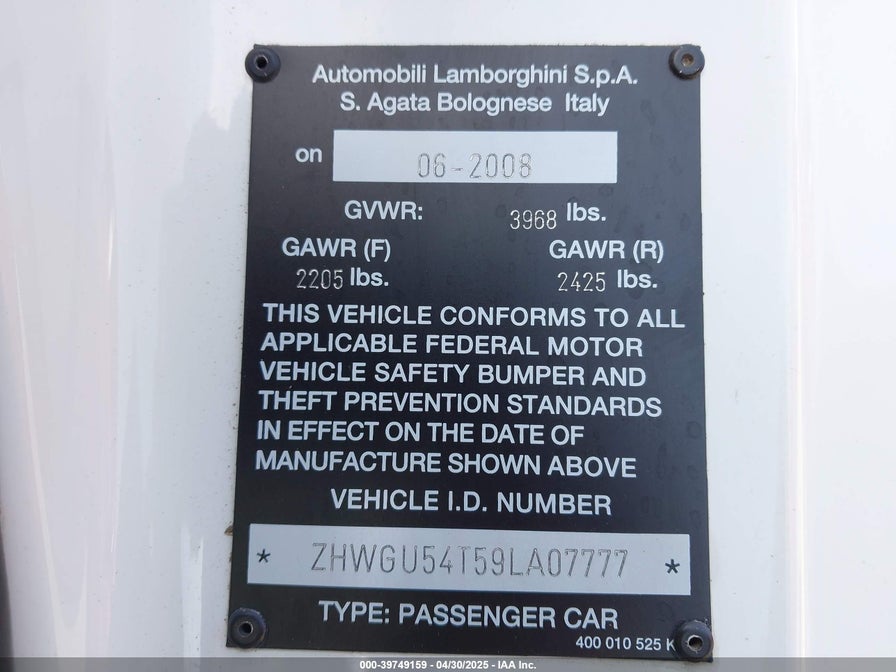 Automobili Lamborghini S.p.A.
S. Agata Bolognese Italy
on 06-2008
GVWR: 3968 lbs.
GAWR (F) GAWR (R)
2205 lbs. 2425 lbs.
THIS VEHICLE CONFORMS TO ALL
APPLICABLE FEDERAL MOTOR
VEHICLE SAFETY BUMPER AND
THEFT PREVENTION STANDARDS
IN EFFECT ON THE DATE OF
MANUFACTURE SHOWN ABOVE
VEHICLE I.D. NUMBER
* ZHWGU54T59LA07777 *
TYPE: PASSENGER CAR
400 010 525 K
000-39749159 - 04/30/2025 - IAA Inc.